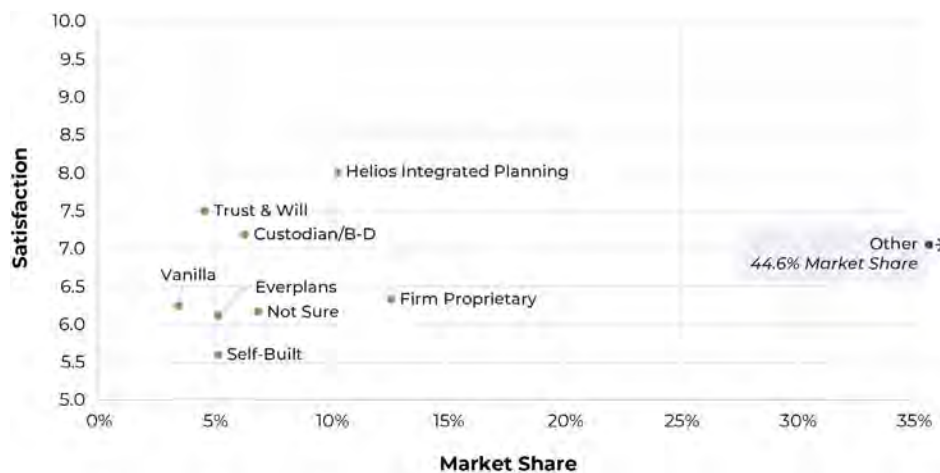 10.0
9.5
9.0
8.5
8.0
7.5
7.0
6.5
6.0
5.5
5.0
Satisfaction
Helios Integrated Planning
Trust & Will
Custodian/B-D
Other
44.6% Market Share
Vanilla
Everplans
Firm Proprietary
Not Sure
Self-Built
0%
5%
10%
15%
20%
25%
30%
35%
Market Share